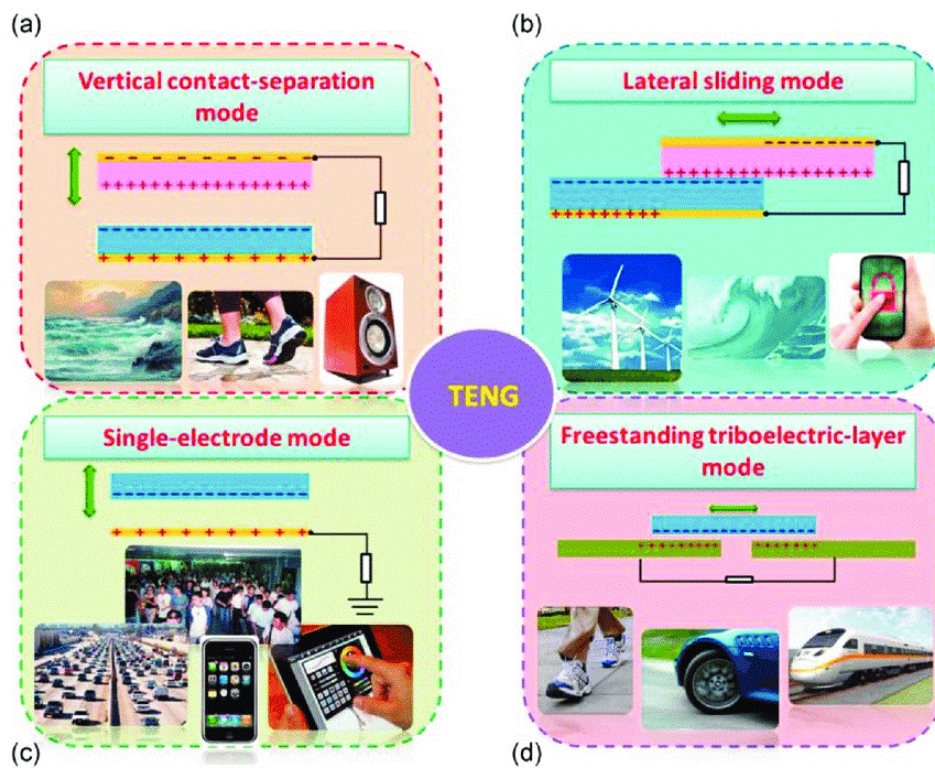 (a)
Vertical contact-separation
mode
(b)
Lateral sliding mode
TENG
Single-electrode mode
Freestanding triboelectric-layer
mode
(c)
(d)